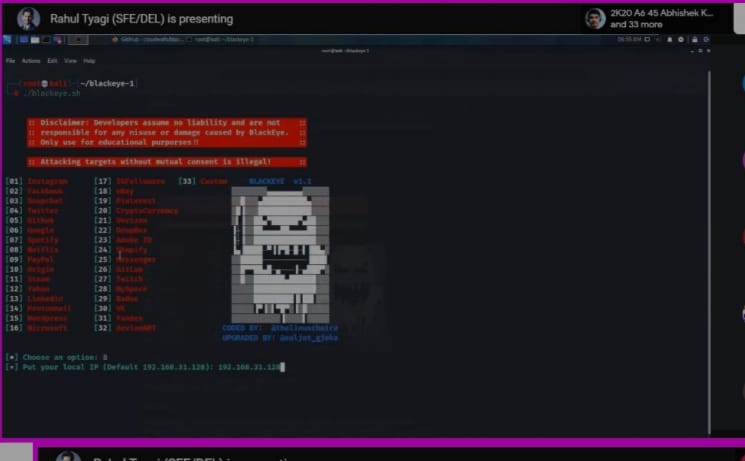 Rahul Tyagi (SFE/DEL) is presenting
2K20 A6 45 Abhishek K...
and 33 more
06:55 AM
File Actions Edit View Help
(root kali)-[~/blackeye-1]
# ./blackeye.sh
:: Disclaimer: Developers assume no liability and are not ::
:: responsible for any misuse or damage caused by BlackEye. ::
:: Only use for educational purporses!! ::
:: Attacking targets without mutual consent is illegal! ::
[01] Instagram [17] IGFollowers [33] Custom BLACKEYE v1.1
[02] Facebook [18] eBay
[03] Snapchat [19] Pinterest
[04] Twitter [20] CryptoCurrency
[05] Github [21] Verizon
[06] Google [22] DropBox
[07] Spotify [23] Adobe ID
[08] Netflix [24] Shopify
[09] PayPal [25] Messenger
[10] Origin [26] GitLab
[11] Steam [27] Twitch
[12] Yahoo [28] MySpace
[13] Linkedin [29] Badoo
[14] Protonmail [30] VK
[15] Wordpress [31] Yandex
[16] Microsoft [32] devianART
CODED BY: @thelinuxchoice
UPGRADED BY:
[*] Choose an option: 8
[*] Put your local IP (Default 192.168.31.128): 192.168.31.128